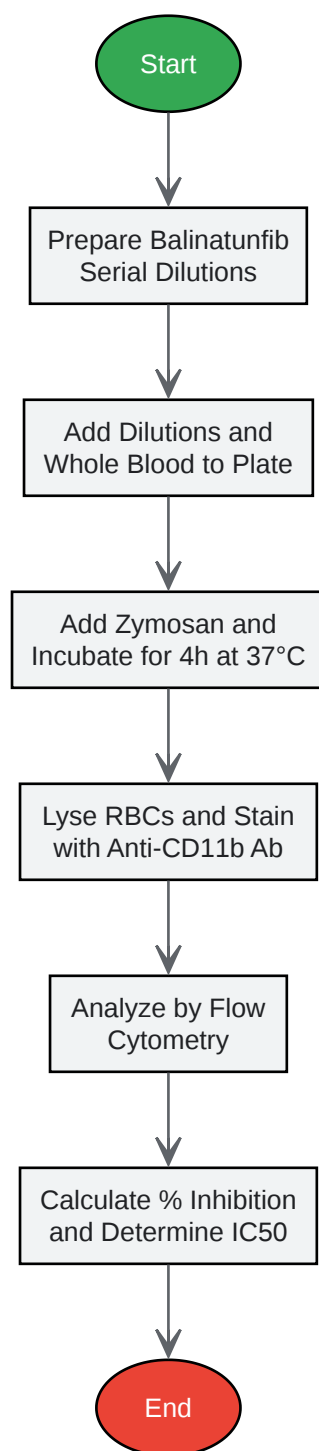 Start
Prepare Balinatunfib
Serial Dilutions
Add Dilutions and
Whole Blood to Plate
Add Zymosan and
Incubate for 4h at 37°C
Lyse RBCs and Stain
with Anti-CD11b Ab
Analyze by Flow
Cytometry
Calculate % Inhibition
and Determine IC50
End